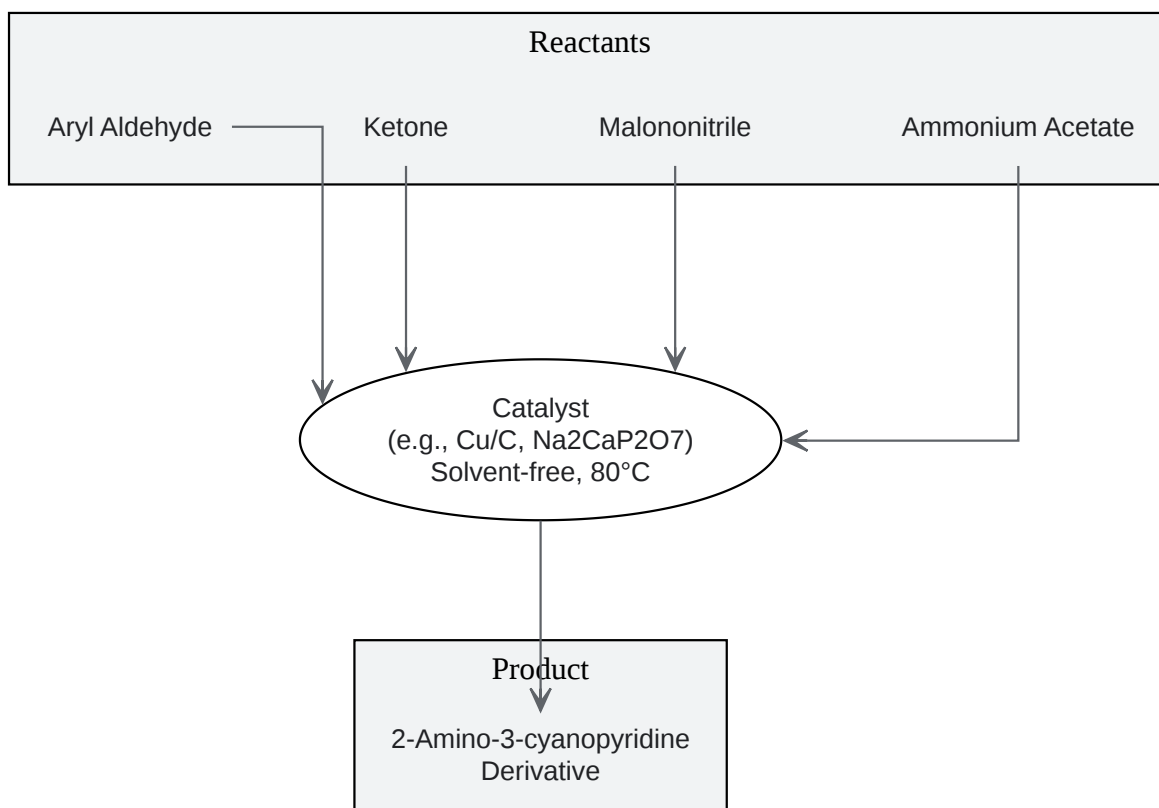 Reactants
Aryl Aldehyde
Ketone
Malononitrile
Ammonium Acetate
Catalyst
(e.g., Cu/C, Na2CaP2O7)
Solvent-free, 80°C
Product
2-Amino-3-cyanopyridine
Derivative